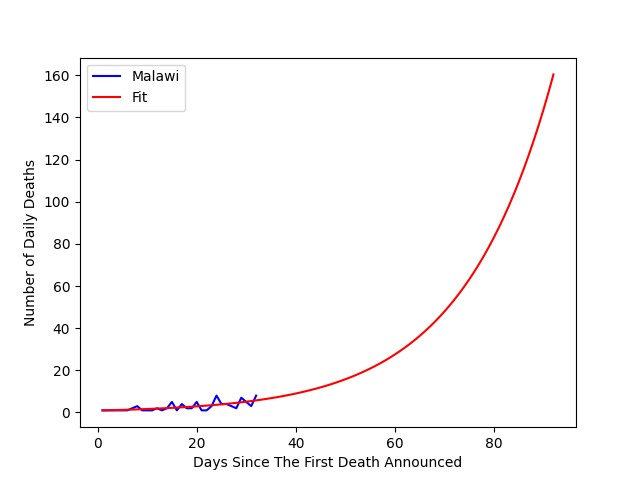 Malawi
Fit
160
140
120
100
80
60
40
20
0
Number of Daily Deaths
0 20 40 60 80
Days Since The First Death Announced